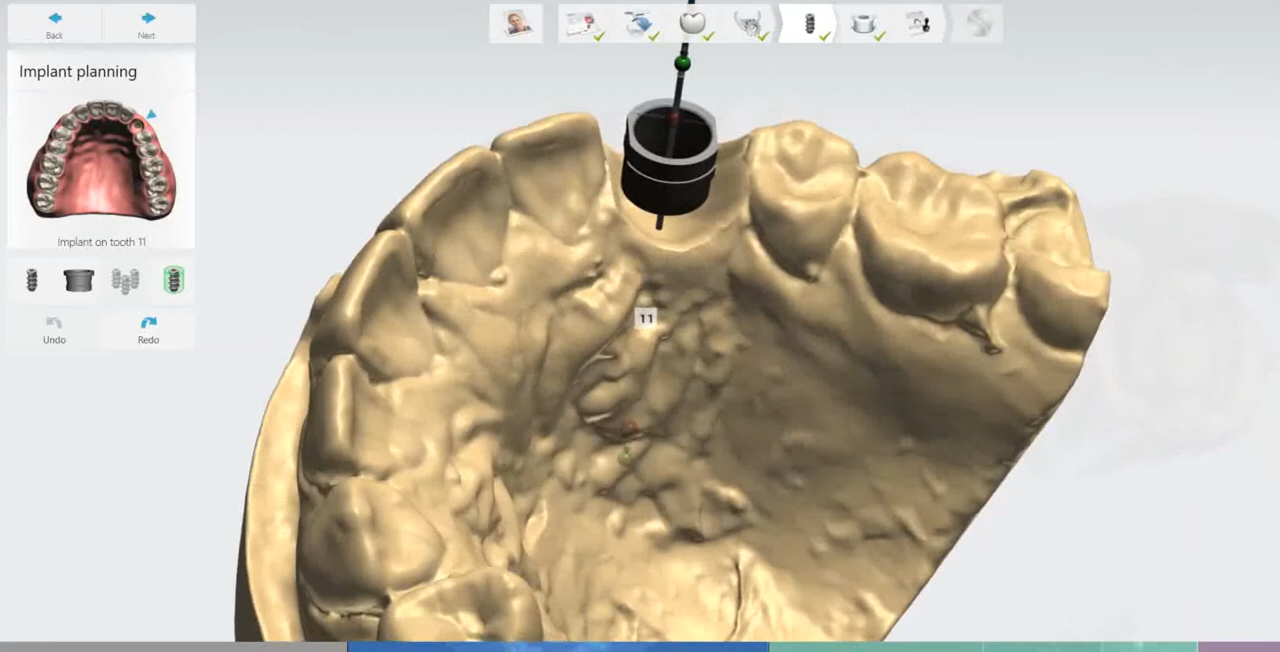 Back
Next
Implant planning
Implant on tooth 11
Undo
Redo
11